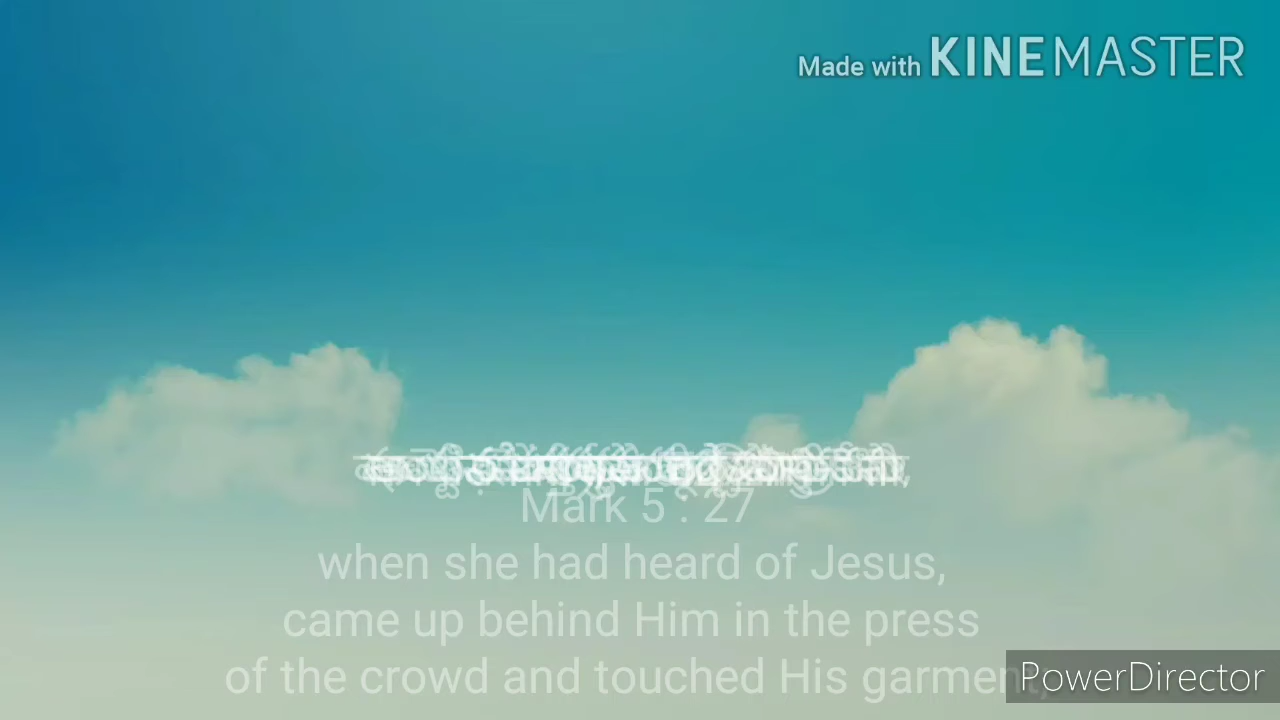 Made with KINEMASTER
Mark 5 : 27
when she had heard of Jesus,
came up behind Him in the press
of the crowd and touched His garment,
PowerDirector